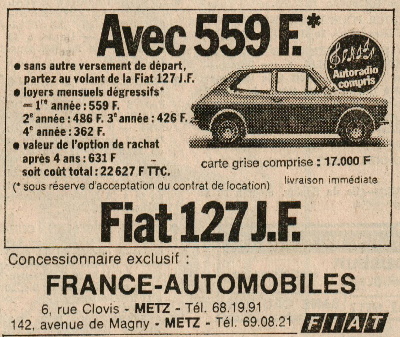 Avec 559 F.*
• sans autre versement de départ,
partez au volant de la Fiat 127 J.F.
• loyers mensuels dégressifs*
— 1re année : 559 F.
2e année : 486 F. 3e année : 426 F.
4e année : 362 F.
• valeur de l'option de rachat
après 4 ans : 631 F
soit coût total : 22 627 F TTC.
(* sous réserve d'acceptation du contrat de location)
Autoradio
compris
carte grise comprise : 17.000 F
livraison immédiate
Fiat 127 J.F.
Concessionnaire exclusif :
FRANCE-AUTOMOBILES
6, rue Clovis - METZ - Tél. 68.19.91
142, avenue de Magny - METZ - Tél. 69.08.21
FIAT